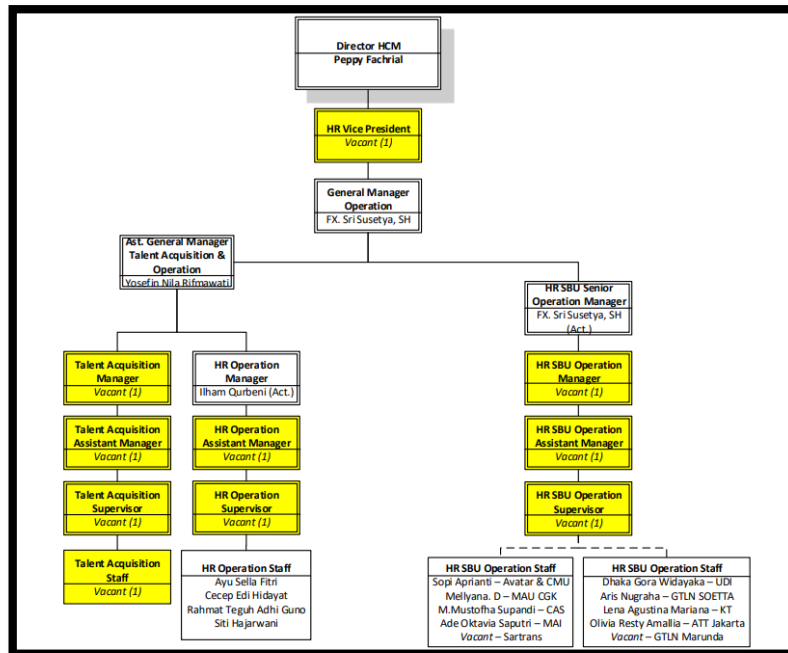 Director HCM
Peppy Fachrial
HR Vice President
Vacant (1)
General Manager
Operation
FX. Sri Susetya, SH
Ast. General Manager
Talent Acquisition &
Operation
Yosefin Nila Rifmawati
HR SBU Senior
Operation Manager
FX. Sri Susetya, SH
(Act.)
Talent Acquisition
Manager
Vacant (1)
HR Operation
Manager
Ilham Qurbeni (Act.)
HR SBU Operation
Manager
Vacant (1)
Talent Acquisition
Assistant Manager
Vacant (1)
HR Operation
Assistant Manager
Vacant (1)
HR SBU Operation
Assistant Manager
Vacant (1)
Talent Acquisition
Supervisor
Vacant (1)
HR Operation
Supervisor
Vacant (1)
HR SBU Operation
Supervisor
Vacant (1)
Talent Acquisition
Staff
Vacant (1)
HR Operation Staff
Ayu Sella Fitri
Cecep Edi Hidayat
Rahmat Teguh Adhi Guno
Siti Hajarwani
HR SBU Operation Staff
Sopi Aprianti – Avatar & CMU
Mellyana. D – MAU CGK
M.Mustofha Supandi – CAS
Ade Oktavia Saputri – MAI
Vacant – Sartrans
HR SBU Operation Staff
Dhaka Gora Widayaka – UDI
Aris Nugraha – GTLN SOETTA
Lena Agustina Mariana – KT
Olivia Resty Amallia – ATT Jakarta
Vacant – GTLN Marunda